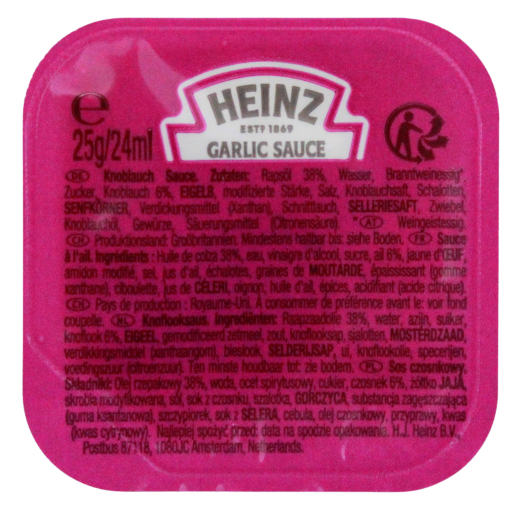 HEINZ
ESTD 1869
GARLIC SAUCE
℮
25g/24ml
DE Knoblauch Sauce. Zutaten: Rapsöl 38%, Wasser, Branntweinessig*,
Zucker, Knoblauch 6%, EIGELB, modifizierte Stärke, Salz, Knoblauchsaft, Schalotten,
SENFKÖRNER, Verdickungsmittel (Xanthan), Schnittlauch, SELLERIESAFT, Zwiebel,
Knoblauchöl, Gewürze, Säuerungsmittel (Citronensäure). *AT Weingeistessig.
CH Produktionsland: Großbritannien. Mindestens haltbar bis: siehe Boden. FR Sauce
à l'ail. Ingrédients : Huile de colza 38%, eau, vinaigre d'alcool, sucre, ail 6%, jaune d'ŒUF,
amidon modifié, sel, jus d'ail, échalotes, graines de MOUTARDE, épaississant (gomme
xanthane), ciboulette, jus de CÉLERI, oignon, huile d'ail, épices, acidifiant (acide citrique).
CH Pays de production : Royaume-Uni. À consommer de préférence avant le: voir fond
coupelle. NL Knoflooksaus, ingrediënten: Raapzaadolie 38%, water, azijn, suiker,
knoflook 6%, EIGEEL, gemodificeerd zetmeel, zout, knoflooksap, sjalotten, MOSTERDZAAD,
verdikkingsmiddel (xanthaangom), bieslook, SELDERIJSAP, ui, knoflookolie, specerijen,
voedingszuur (citroenzuur). Ten minste houdbaar tot: zie bodem. PL Sos czosnkowy.
Składniki: Olej rzepakowy 38%, woda, ocet spirytusowy, cukier, czosnek 6%, żółtko JAJA,
skrobia modyfikowana, sól, sok z czosnku, szalotka, GORCZYCA, substancja zagęszczająca
(guma ksantanowa), szczypiorek, sok z SELERA, cebula, olej czosnkowy, przyprawy, kwas
(kwas cytrynowy). Najlepiej spożyć przed: data na spodzie opakowania. H.J. Heinz B.V.,
Postbus 87118, 1080JC Amsterdam, Netherlands.